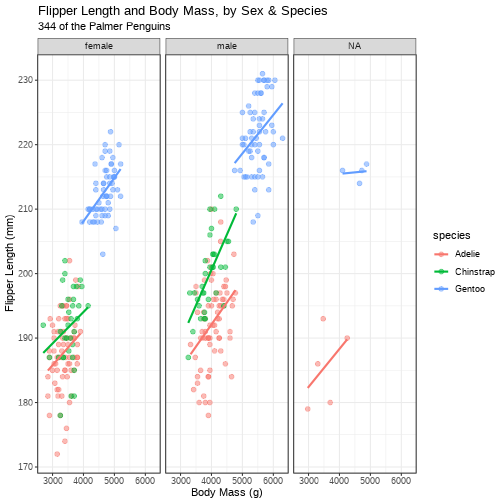 Flipper Length and Body Mass, by Sex & Species
344 of the Palmer Penguins
female
male
NA
230
220
210
200
190
180
170
3000 4000 5000 6000
3000 4000 5000 6000
3000 4000 5000 6000
Flipper Length (mm)
Body Mass (g)
species
Adelie
Chinstrap
Gentoo